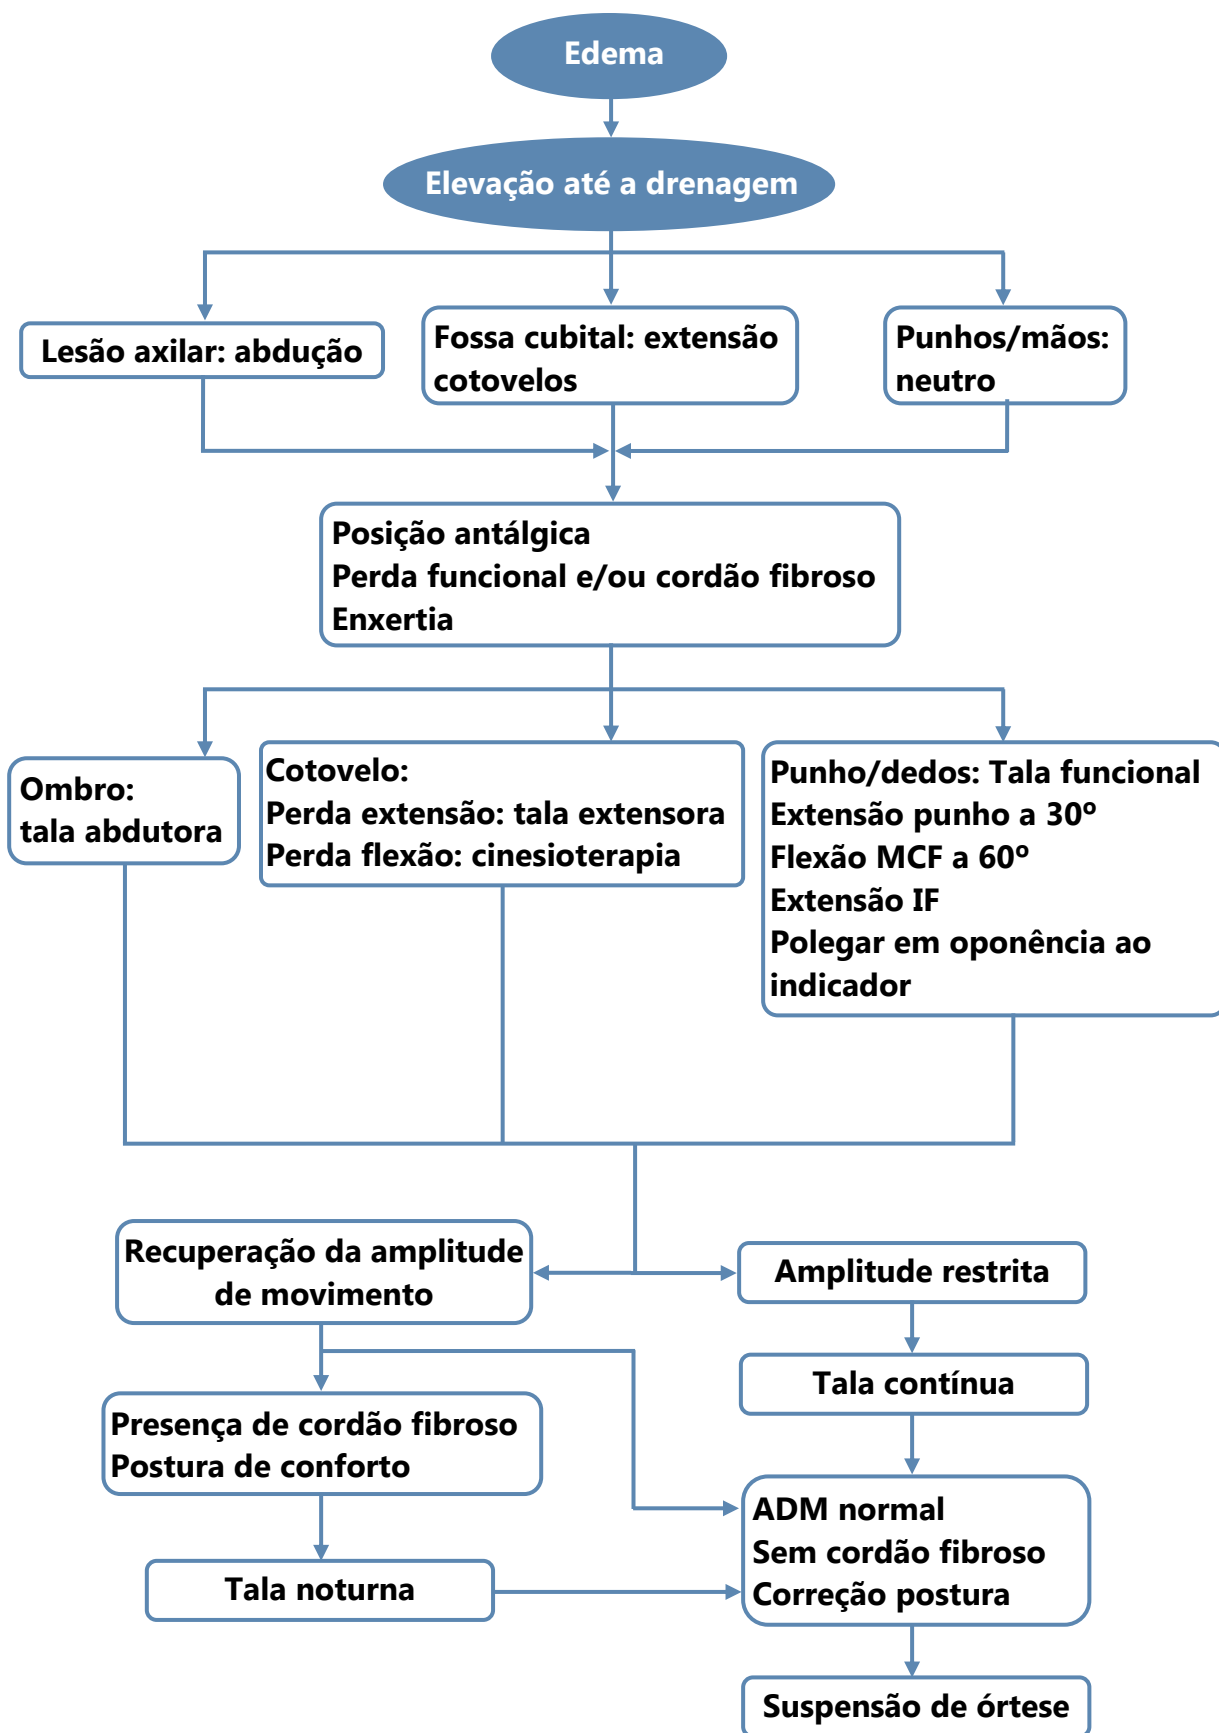 Edema
Elevação até a drenagem
Lesão axilar: abdução
Fossa cubital: extensão
cotovelos
Punhos/mãos:
neutro
Posição antálgica
Perda funcional e/ou cordão fibroso
Enxertia
Ombro:
tala abdutora
Cotovelo:
Perda extensão: tala extensora
Perda flexão: cinesioterapia
Punho/dedos: Tala funcional
Extensão punho a 30º
Flexão MCF a 60º
Extensão IF
Polegar em oponência ao
indicador
Recuperação da amplitude
de movimento
Amplitude restrita
Tala contínua
Presença de cordão fibroso
Postura de conforto
ADM normal
Sem cordão fibroso
Correção postura
Tala noturna
Suspensão de órtese